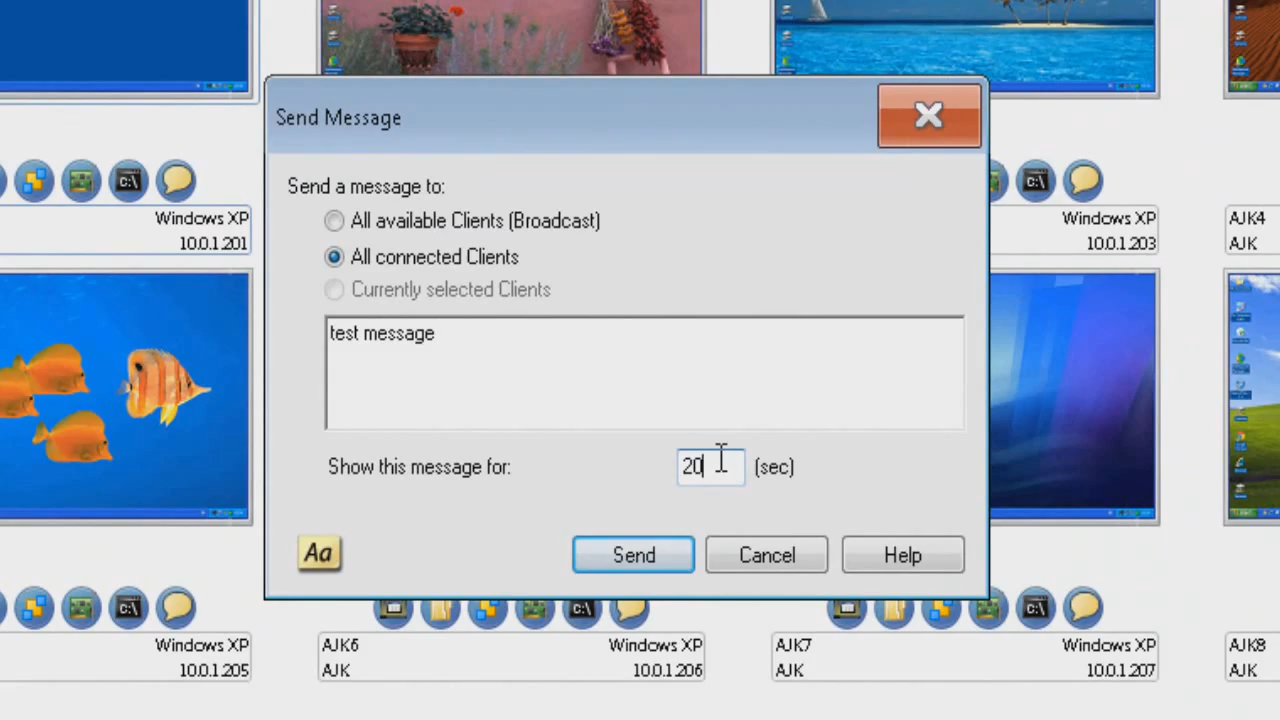 Send Message
Send a message to:
All available Clients (Broadcast)
All connected Clients
Currently selected Clients
test message
Show this message for:
20
(sec)
Aa
Send
Cancel
Help
C:\
C:\
Windows XP
10.0.1.201
Windows XP
10.0.1.203
AJK4
AJK
C:\
C:\
C:\
Windows XP
10.0.1.205
AJK6
AJK
Windows XP
10.0.1.206
AJK7
AJK
Windows XP
10.0.1.207
AJK8
AJK